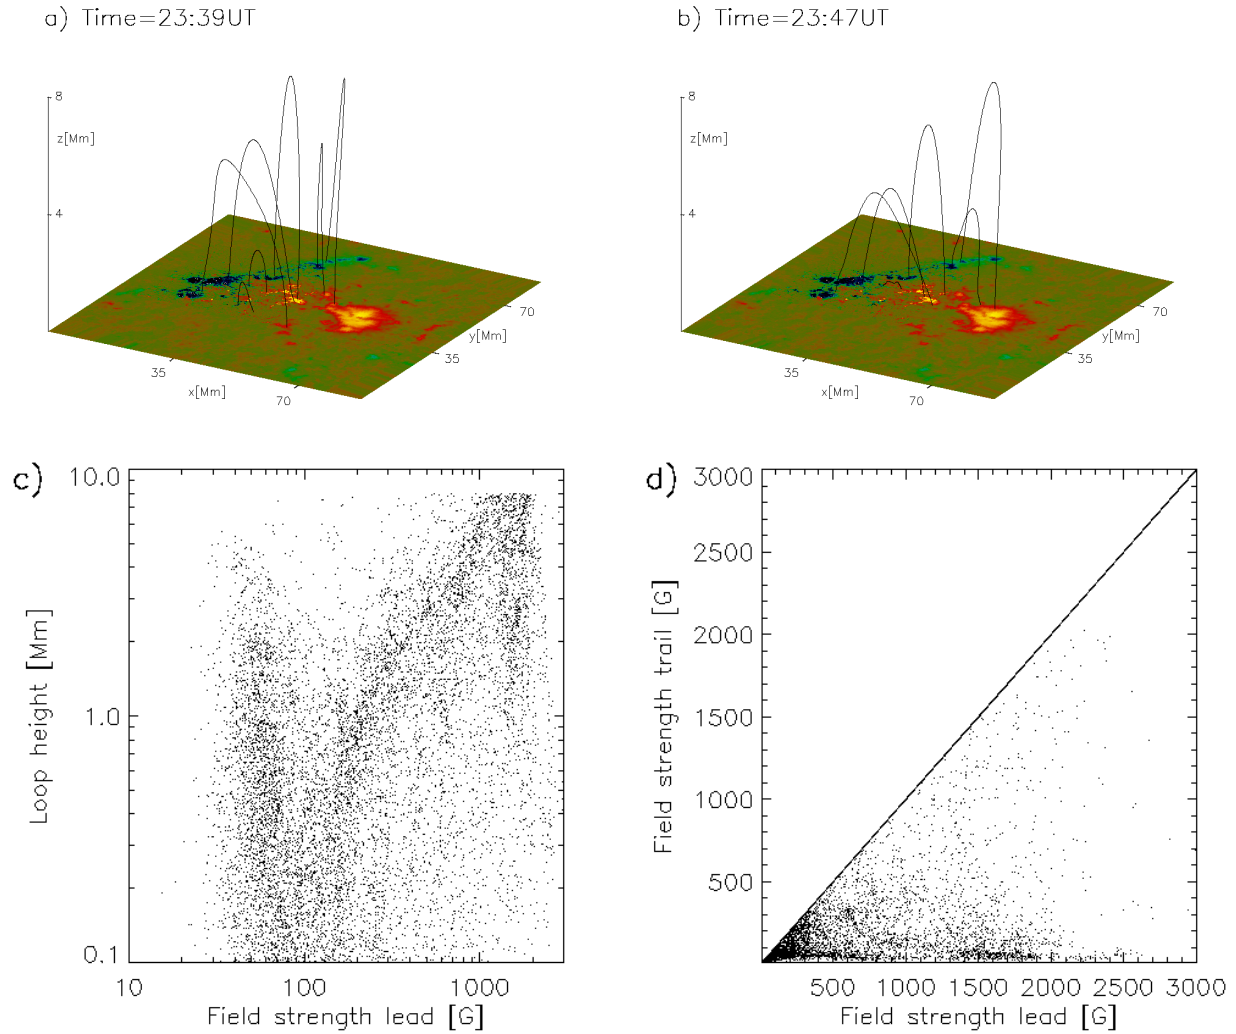 a) Time=23:39UT
b) Time=23:47UT
8
z[Mm]
4
70
y[Mm]
35
35
x[Mm]
70
8
z[Mm]
4
70
y[Mm]
35
35
x[Mm]
70
c)
10.0
1.0
0.1
Loop height [Mm]
10
100
1000
Field strength lead [G]
d)
3000
2500
2000
1500
1000
500
Field strength trail [G]
500
1000
1500
2000
2500
3000
Field strength lead [G]